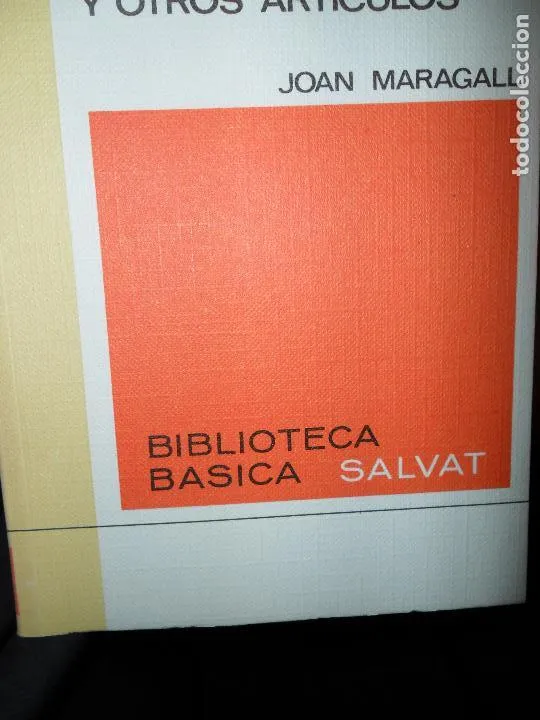 Y OTROS ARTICULOS
JOAN MARAGALL
BIBLIOTECA
BASICA SALVAT
todocoleccion